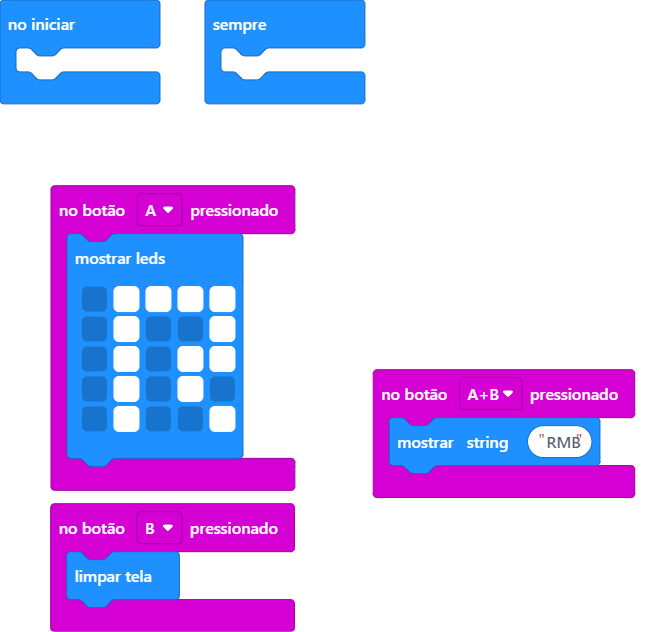 no iniciar
sempre
no botão A pressionado
mostrar leds
no botão A+B pressionado
mostrar string "RMB"
no botão B pressionado
limpar tela